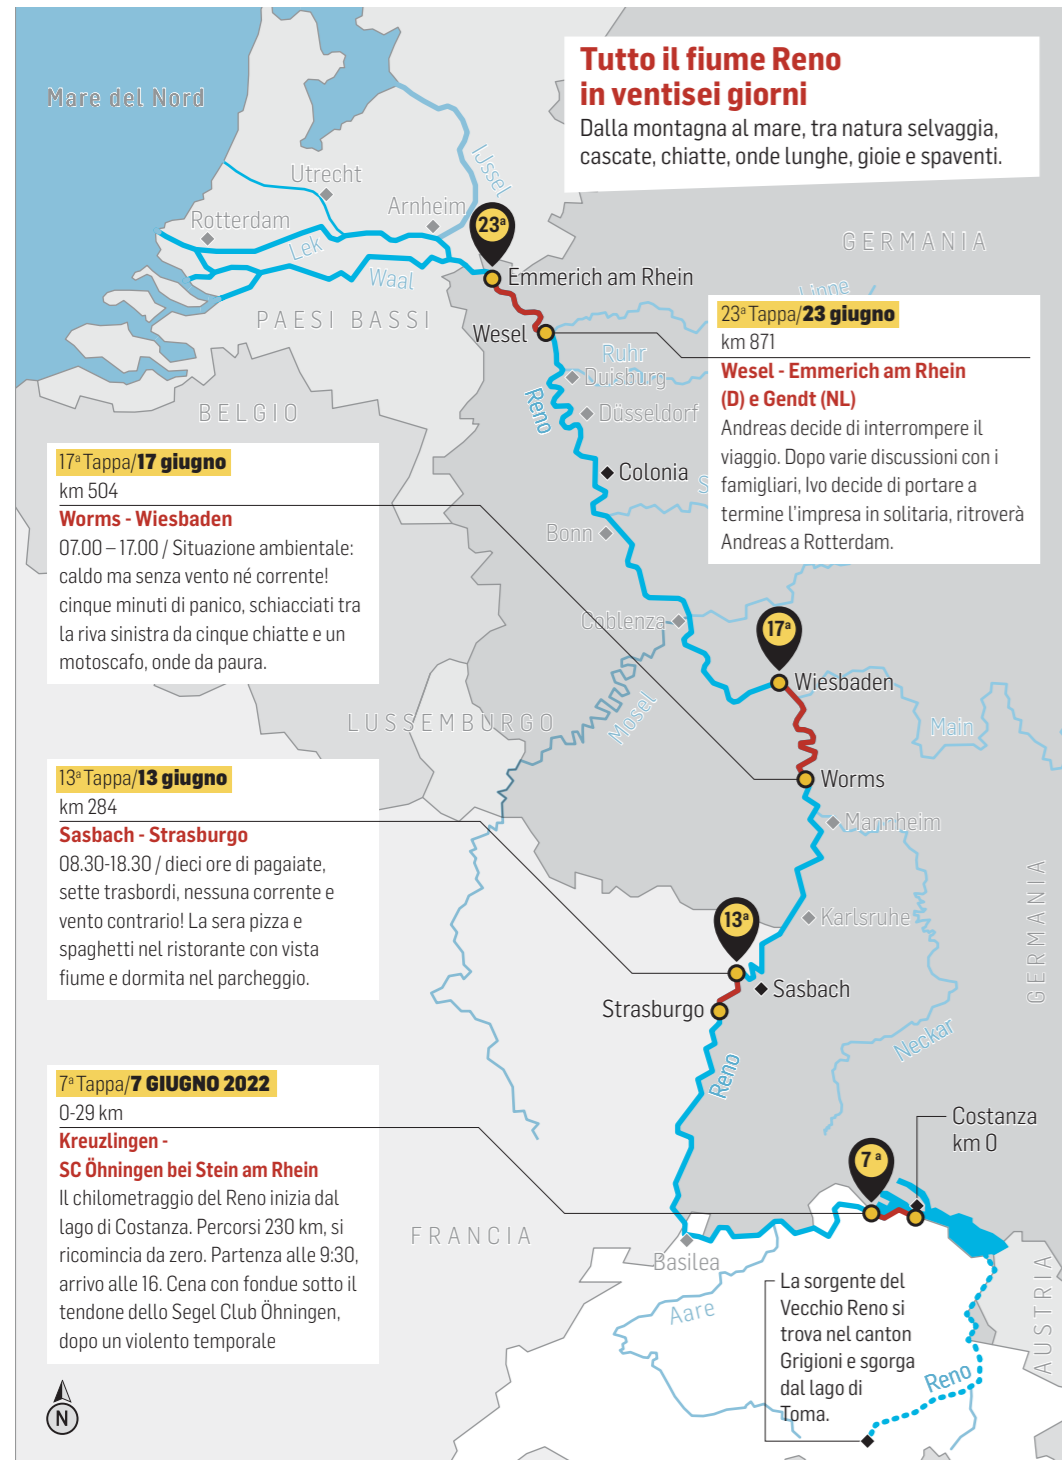 Tutto il fiume Reno
in ventisei giorni
Dalla montagna al mare, tra natura selvaggia,
cascate, chiatte, onde lunghe, gioie e spaventi.
Mare del Nord
IJssel
Utrecht
Arnheim
Rotterdam
Lek
Waal
23ª
GERMANIA
Emmerich am Rhein
Lippe
PAESI BASSI
Wesel
Ruhr
Duisburg
Reno
Düsseldorf
BELGIO
Colonia
S
Bonn
23ª Tappa/23 giugno
km 871
Wesel - Emmerich am Rhein
(D) e Gendt (NL)
Andreas decide di interrompere il
viaggio. Dopo varie discussioni con i
famigliari, Ivo decide di portare a
termine l'impresa in solitaria, ritroverà
Andreas a Rotterdam.
17ª Tappa/17 giugno
km 504
Worms - Wiesbaden
07.00 – 17.00 / Situazione ambientale:
caldo ma senza vento né corrente!
cinque minuti di panico, schiacciati tra
la riva sinistra da cinque chiatte e un
motoscafo, onde da paura.
Coblenza
17ª
Wiesbaden
LUSSEMBURGO
Mosel
Main
Worms
Mannheim
13ª Tappa/13 giugno
km 284
Sasbach - Strasburgo
08.30-18.30 / dieci ore di pagaiate,
sette trasbordi, nessuna corrente e
vento contrario! La sera pizza e
spaghetti nel ristorante con vista
fiume e dormita nel parcheggio.
13ª
Karlsruhe
GERMANIA
Sasbach
Strasburgo
Neckar
Reno
7ª Tappa/7 GIUGNO 2022
0-29 km
Kreuzlingen -
SC Öhningen bei Stein am Rhein
Il chilometraggio del Reno inizia dal
lago di Costanza. Percorsi 230 km, si
ricomincia da zero. Partenza alle 9:30,
arrivo alle 16. Cena con fondue sotto il
tendone dello Segel Club Öhningen,
dopo un violento temporale
Costanza
km 0
7ª
FRANCIA
Basilea
Aare
La sorgente del
Vecchio Reno si
trova nel canton
Grigioni e sgorga
dal lago di
Toma.
Reno
AUSTRIA
N